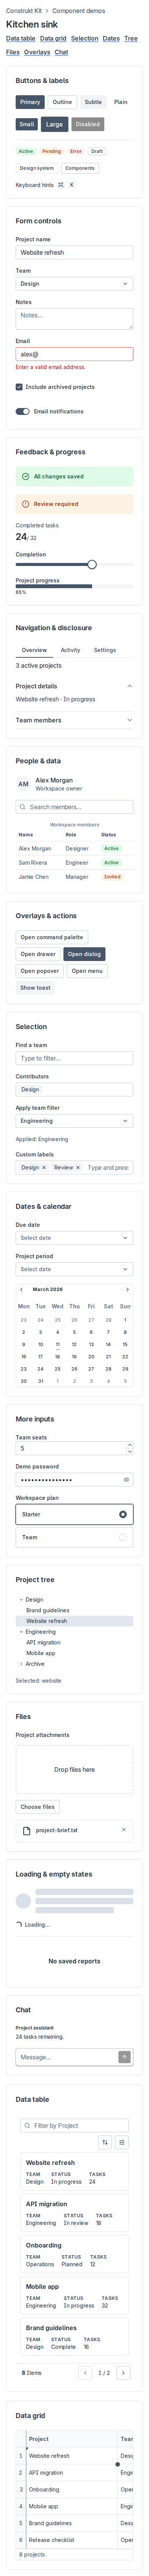 Construkt Kit > Component demos
Kitchen sink
Data table Data grid Selection Dates Tree
Files Overlays Chat
Buttons & labels
Primary Outline Subtle Plain
Small Large Disabled
Active Pending Error Draft
Design system Components
Keyboard hints ⌘ K
Form controls
Project name
Website refresh
Team
Design
Notes
Notes...
Email
alex@
Enter a valid email address.
Include archived projects
Email notifications
Feedback & progress
All changes saved
Review required
Completed tasks
24 / 32
Completion
Project progress
65%
Navigation & disclosure
Overview Activity Settings
3 active projects
Project details
Website refresh · In progress
Team members
People & data
AM
Alex Morgan
Workspace owner
Search members...
Workspace members
Name Role Status
Alex Morgan Designer Active
Sam Rivera Engineer Active
Jamie Chen Manager Invited
Overlays & actions
Open command palette
Open drawer Open dialog
Open popover Open menu
Show toast
Selection
Find a team
Type to filter...
Contributors
Design
Apply team filter
Engineering
Applied: Engineering
Custom labels
Design × Review × Type and press
Dates & calendar
Due date
Select date
Project period
Select date
March 2026
Mon Tue Wed Thu Fri Sat Sun
23 24 25 26 27 28 1
2 3 4 5 6 7 8
9 10 11 12 13 14 15
16 17 18 19 20 21 22
23 24 25 26 27 28 29
30 31 1 2 3 4 5
More inputs
Team seats
5
Demo password
Workspace plan
Starter
Team
Project tree
Design
Brand guidelines
Website refresh
Engineering
API migration
Mobile app
Archive
Selected: website
Files
Project attachments
Drop files here
Choose files
project-brief.txt
Loading & empty states
Loading...
No saved reports
Chat
Project assistant
24 tasks remaining.
Message...
Data table
Filter by Project
Website refresh
TEAM STATUS TASKS
Design In progress 24
API migration
TEAM STATUS TASKS
Engineering In review 18
Onboarding
TEAM STATUS TASKS
Operations Planned 12
Mobile app
TEAM STATUS TASKS
Engineering In progress 32
Brand guidelines
TEAM STATUS TASKS
Design Complete 16
8 items 1 / 2
Data grid
Project Team
1 Website refresh Desig
2 API migration Engin
3 Onboarding Oper
4 Mobile app Engin
5 Brand guidelines Desig
6 Release checklist Oper
8 projects